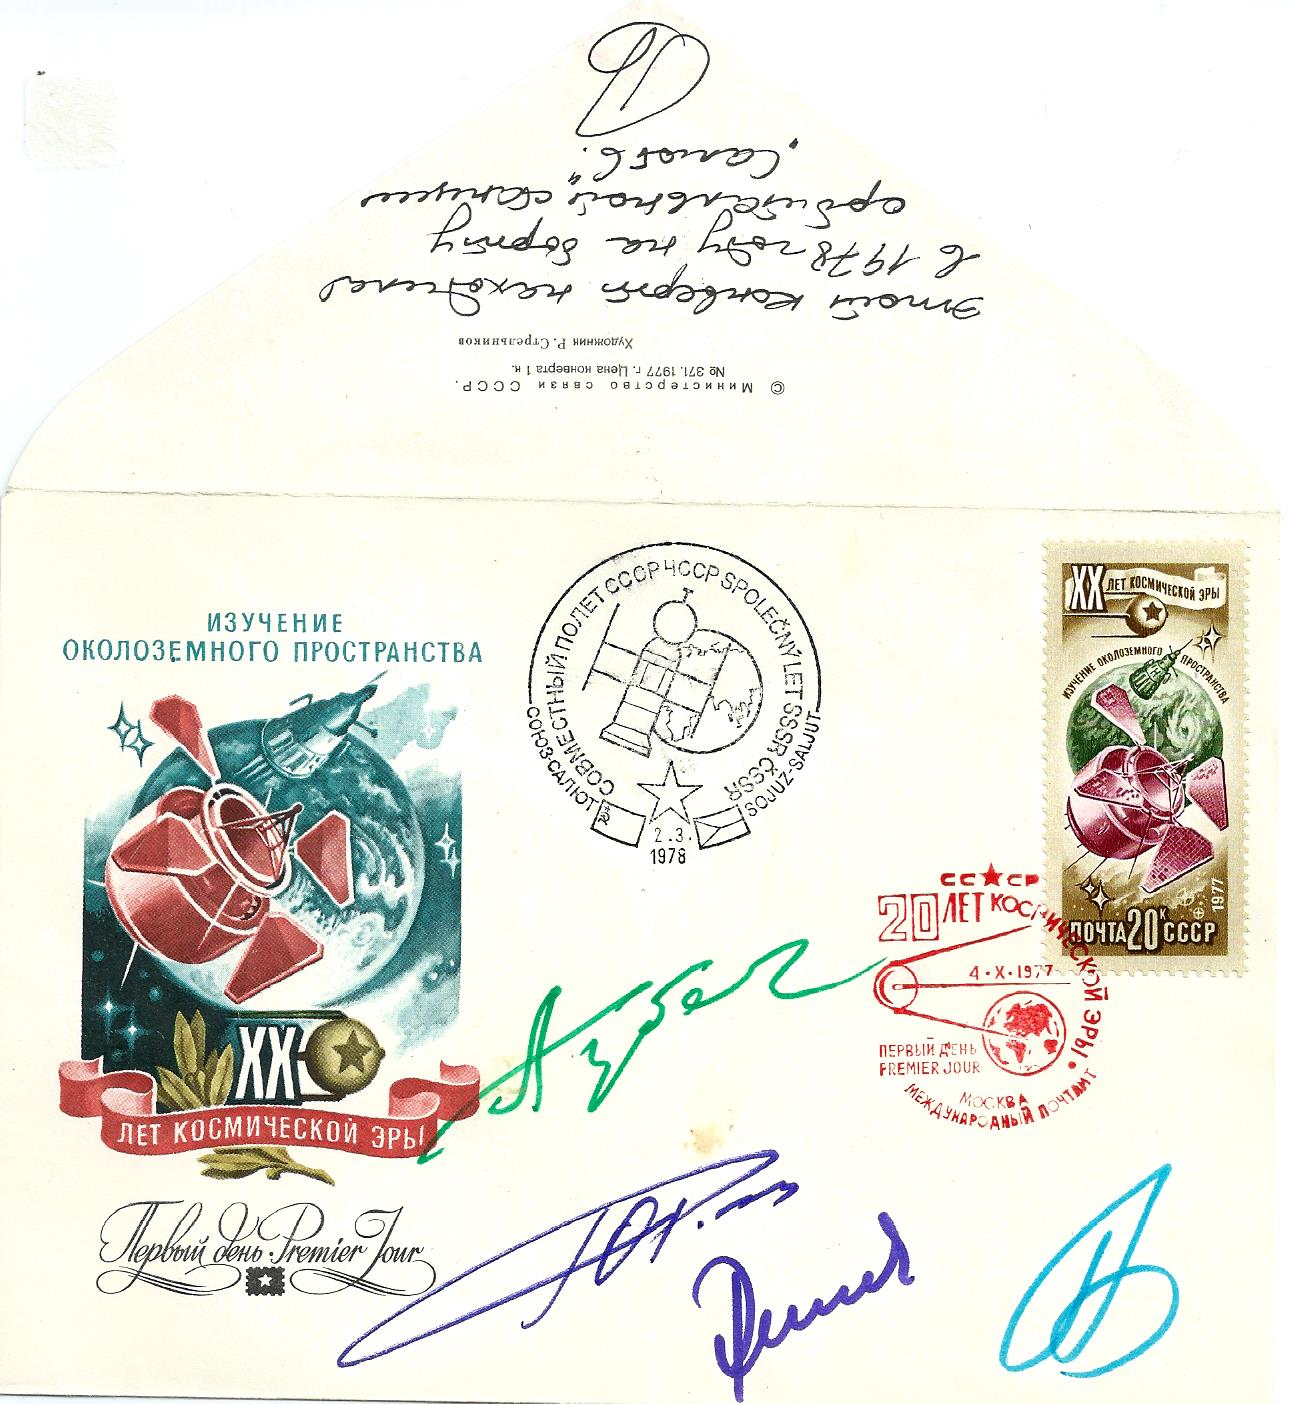 © Министерство связи СССР.
№ 371. 1977 г. Цена конверта 1 к.
Художник Р. Стрельников
Этот конверт находился
в 1978 году на борту
орбитальной станции
„Салют 6".
ИЗУЧЕНИЕ
ОКОЛОЗЕМНОГО ПРОСТРАНСТВА
XX
ЛЕТ КОСМИЧЕСКОЙ ЭРЫ
Первый день · Premier Jour
СОВМЕСТНЫЙ ПОЛЕТ СССР ЧССР SPOLEČNÝ LET SSSR ČSSR
СОЮЗ-САЛЮТ
SOJUZ-SALJUT
2.3.
1978
XX ЛЕТ КОСМИЧЕСКОЙ ЭРЫ
ИЗУЧЕНИЕ ОКОЛОЗЕМНОГО ПРОСТРАНСТВА
1977
ПОЧТА 20К СССР
СС★СР
20 ЛЕТ КОСМИЧЕСКОЙ ЭРЫ
4·X·1977
ПЕРВЫЙ ДЕНЬ
PREMIER JOUR
МОСКВА
МЕЖДУНАРОДНЫЙ ПОЧТАМТ